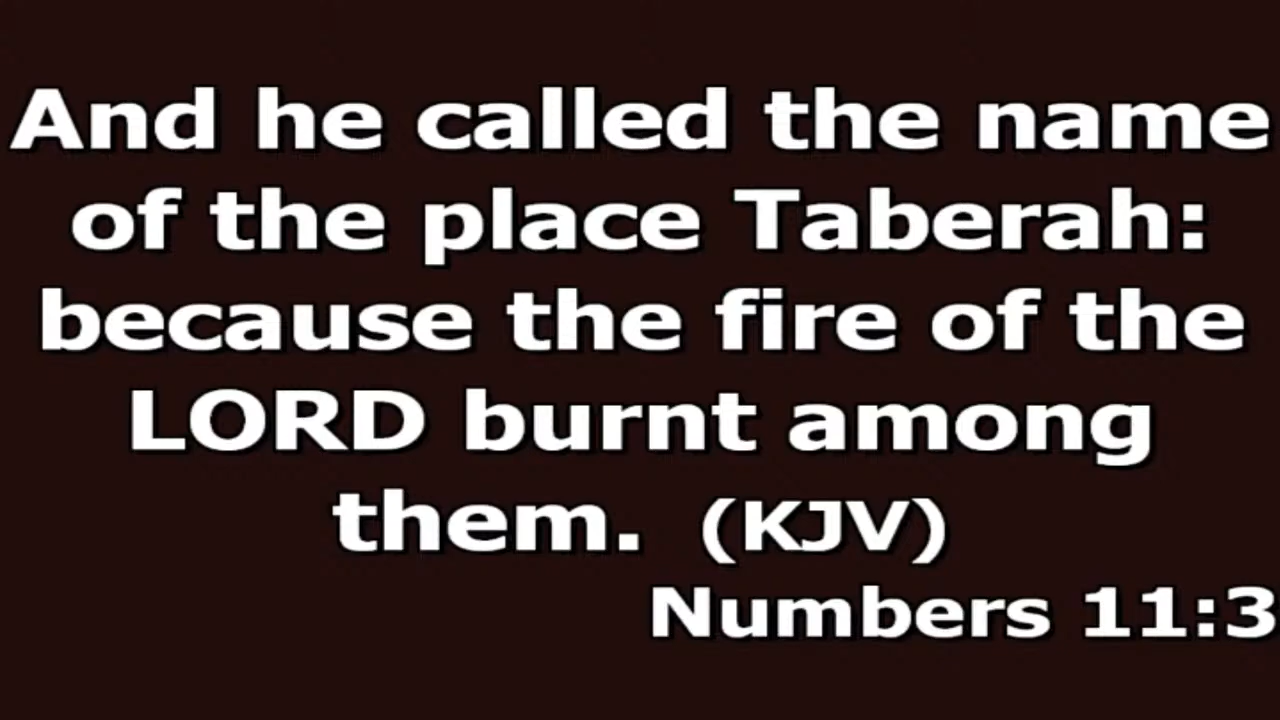 And he called the name
of the place Taberah:
because the fire of the
LORD burnt among
them. (KJV)
Numbers 11:3